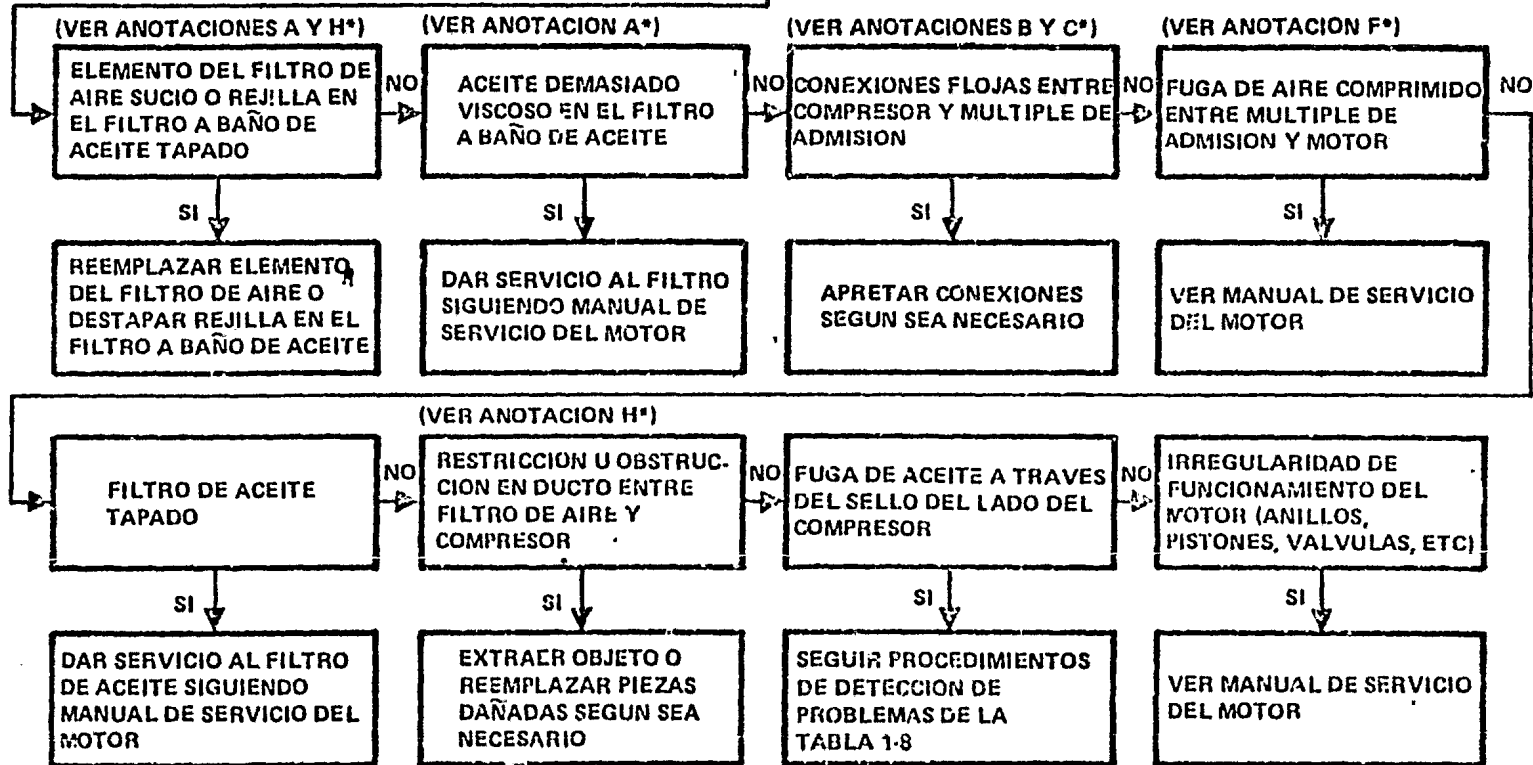 (VER ANOTACIONES A Y H*)
ELEMENTO DEL FILTRO DE
AIRE SUCIO O REJILLA EN
EL FILTRO A BAÑO DE
ACEITE TAPADO
NO
(VER ANOTACION A*)
ACEITE DEMASIADO
VISCOSO EN EL FILTRO
A BAÑO DE ACEITE
NO
(VER ANOTACIONES B Y C*)
CONEXIONES FLOJAS ENTRE
COMPRESOR Y MULTIPLE DE
ADMISION
NO
(VER ANOTACION F*)
FUGA DE AIRE COMPRIMIDO
ENTRE MULTIPLE DE
ADMISION Y MOTOR
NO
SI
REEMPLAZAR ELEMENTO
DEL FILTRO DE AIRE O
DESTAPAR REJILLA EN EL
FILTRO A BAÑO DE ACEITE
SI
DAR SERVICIO AL FILTRO
SIGUIENDO MANUAL DE
SERVICIO DEL MOTOR
SI
APRETAR CONEXIONES
SEGUN SEA NECESARIO
SI
VER MANUAL DE SERVICIO
DEL MOTOR
FILTRO DE ACEITE
TAPADO
NO
(VER ANOTACION H*)
RESTRICCION U OBSTRUC-
CION EN DUCTO ENTRE
FILTRO DE AIRE Y
COMPRESOR
NO
FUGA DE ACEITE A TRAVES
DEL SELLO DEL LADO DEL
COMPRESOR
NO
IRREGULARIDAD DE
FUNCIONAMIENTO DEL
MOTOR (ANILLOS,
PISTONES, VALVULAS, ETC)
SI
DAR SERVICIO AL FILTRO
DE ACEITE SIGUIENDO
MANUAL DE SERVICIO DEL
MOTOR
SI
EXTRAER OBJETO O
REEMPLAZAR PIEZAS
DAÑADAS SEGUN SEA
NECESARIO
SI
SEGUIR PROCEDIMIENTOS
DE DETECCION DE
PROBLEMAS DE LA
TABLA 1-8
SI
VER MANUAL DE SERVICIO
DEL MOTOR